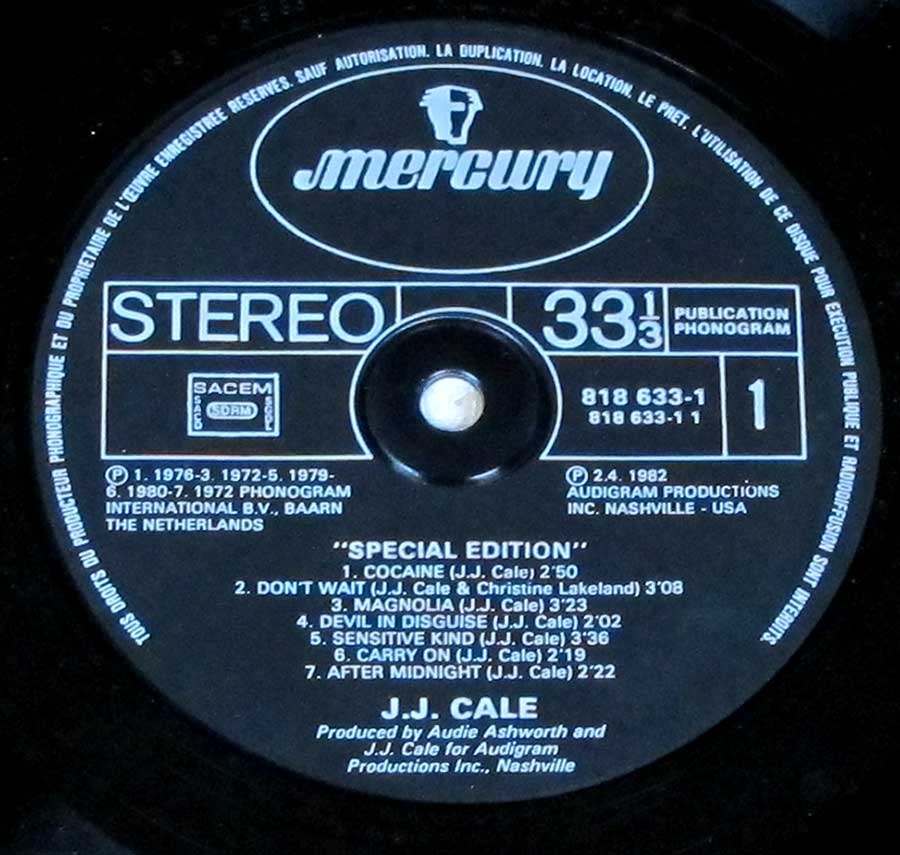 TOUS DROITS DU PRODUCTEUR PHONOGRAPHIQUE ET DU PROPRIETAIRE DE L'ŒUVRE ENREGISTREE RESERVES. SAUF AUTORISATION. LA DUPLICATION. LA LOCATION. LE PRET. L'UTILISATION DE CE DISQUE POUR EXECUTION PUBLIQUE ET RADIODIFFUSION SONT INTERDITS.
mercury
STEREO
33 1/3
PUBLICATION
PHONOGRAM
SACEM
SACD SDRM SGDL
818 633-1
818 633-1 1
1
Ⓟ 1. 1976-3. 1972-5. 1979-
6. 1980-7. 1972 PHONOGRAM
INTERNATIONAL B.V., BAARN
THE NETHERLANDS
Ⓟ 2.4. 1982
AUDIGRAM PRODUCTIONS
INC. NASHVILLE - USA
"SPECIAL EDITION"
1. COCAINE (J.J. Cale) 2'50
2. DON'T WAIT (J.J. Cale & Christine Lakeland) 3'08
3. MAGNOLIA (J.J. Cale) 3'23
4. DEVIL IN DISGUISE (J.J. Cale) 2'02
5. SENSITIVE KIND (J.J. Cale) 3'36
6. CARRY ON (J.J. Cale) 2'19
7. AFTER MIDNIGHT (J.J. Cale) 2'22
J.J. CALE
Produced by Audie Ashworth and
J.J. Cale for Audigram
Productions Inc., Nashville